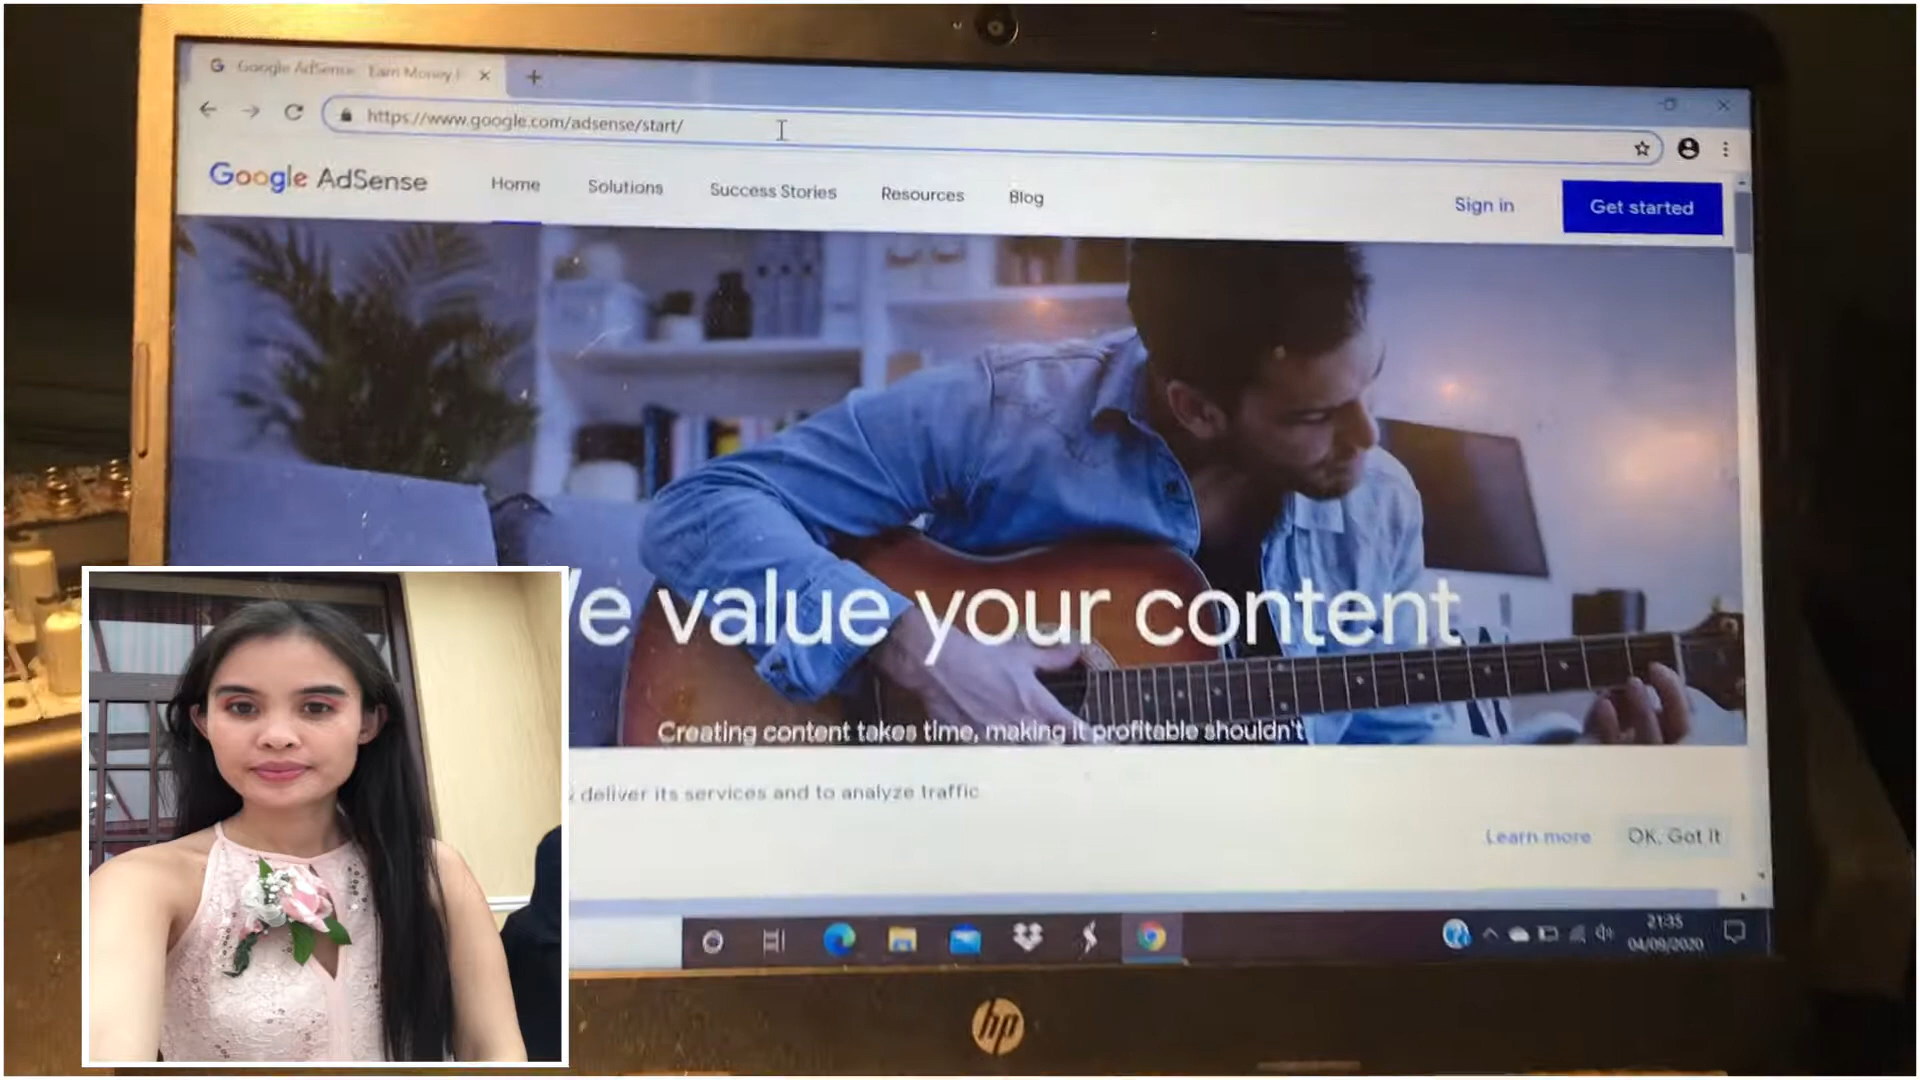 Google AdSense - Earn Money
https://www.google.com/adsense/start/
Google AdSense Home Solutions Success Stories Resources Blog Sign in Get started
e value your content
Creating content takes time, making it profitable shouldn't.
deliver its services and to analyze traffic
Learn more OK, Got It
21:35
04/09/2020
hp